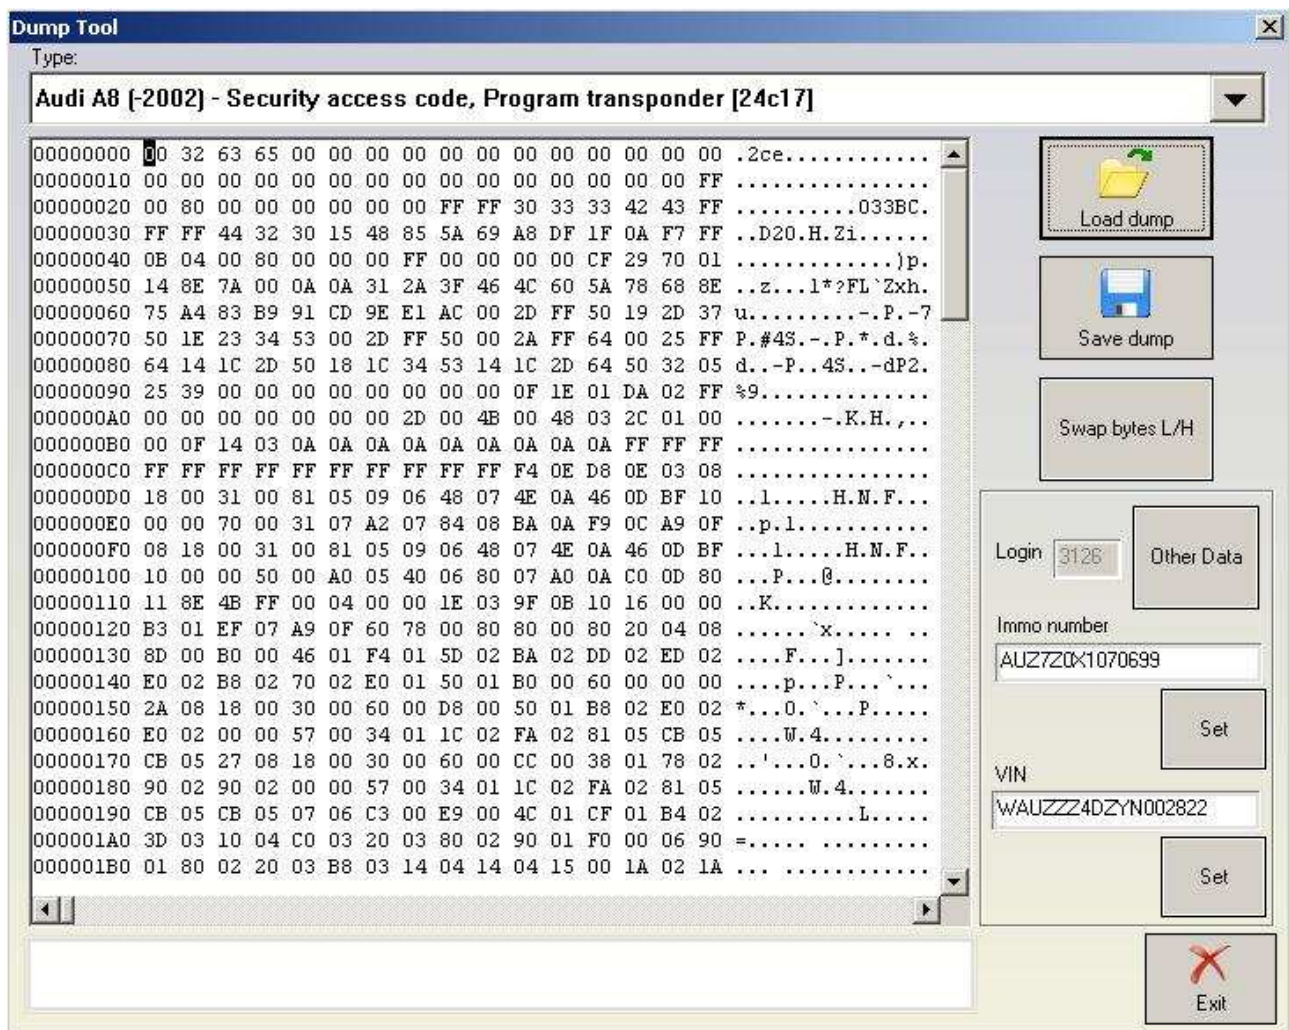 Dump Tool
Type:
Audi A8 (-2002) - Security access code, Program transponder [24c17]
00000000 00 32 63 65 00 00 00 00 00 00 00 00 00 00 00 00 .2ce............
00000010 00 00 00 00 00 00 00 00 00 00 00 00 00 00 00 FF ................
00000020 00 80 00 00 00 00 00 00 FF FF 30 33 33 42 43 FF ..........033BC.
00000030 FF FF 44 32 30 15 48 85 5A 69 A8 DF 1F 0A F7 FF ..D20.H.Zi......
00000040 0B 04 00 80 00 00 00 FF 00 00 00 00 CF 29 70 01 .............)p.
00000050 14 8E 7A 00 0A 0A 31 2A 3F 46 4C 60 5A 78 68 8E ..z...1*?FL`Zxh.
00000060 75 A4 83 B9 91 CD 9E E1 AC 00 2D FF 50 19 2D 37 u.........-.P.-7
00000070 50 1E 23 34 53 00 2D FF 50 00 2A FF 64 00 25 FF P.#4S.-.P.*.d.%.
00000080 64 14 1C 2D 50 18 1C 34 53 14 1C 2D 64 50 32 05 d..-P..4S..-dP2.
00000090 25 39 00 00 00 00 00 00 00 00 0F 1E 01 DA 02 FF %9..............
000000A0 00 00 00 00 00 00 00 2D 00 4B 00 48 03 2C 01 00 .......-.K.H.,..
000000B0 00 0F 14 03 0A 0A 0A 0A 0A 0A 0A 0A 0A FF FF FF ................
000000C0 FF FF FF FF FF FF FF FF FF FF F4 0E D8 0E 03 08 ................
000000D0 18 00 31 00 81 05 09 06 48 07 4E 0A 46 0D BF 10 ..1.....H.N.F...
000000E0 00 00 70 00 31 07 A2 07 84 08 BA 0A F9 0C A9 0F ..p.1...........
000000F0 08 18 00 31 00 81 05 09 06 48 07 4E 0A 46 0D BF ...1.....H.N.F..
00000100 10 00 00 50 00 A0 05 40 06 80 07 A0 0A C0 0D 80 ...P...@........
00000110 11 8E 4B FF 00 04 00 00 1E 03 9F 0B 10 16 00 00 ..K.............
00000120 B3 01 EF 07 A9 0F 60 78 00 80 80 00 80 20 04 08 ......`x..... ..
00000130 8D 00 B0 00 46 01 F4 01 5D 02 BA 02 DD 02 ED 02 ....F...].......
00000140 E0 02 B8 02 70 02 E0 01 50 01 B0 00 60 00 00 00 ....p...P...`...
00000150 2A 08 18 00 30 00 60 00 D8 00 50 01 B8 02 E0 02 *...0.`...P.....
00000160 E0 02 00 00 57 00 34 01 1C 02 FA 02 81 05 CB 05 ....W.4.........
00000170 CB 05 27 08 18 00 30 00 60 00 CC 00 38 01 78 02 ..'...0.`...8.x.
00000180 90 02 90 02 00 00 57 00 34 01 1C 02 FA 02 81 05 ......W.4.......
00000190 CB 05 CB 05 07 06 C3 00 E9 00 4C 01 CF 01 B4 02 ..........L.....
000001A0 3D 03 10 04 C0 03 20 03 80 02 90 01 F0 00 06 90 =..... .........
000001B0 01 80 02 20 03 B8 03 14 04 14 04 15 00 1A 02 1A ... ............
Load dump
Save dump
Swap bytes L/H
Login 3126 Other Data
Immo number
AUZ7Z0X1070699
Set
VIN
WAUZZZ4DZYN002822
Set
Exit